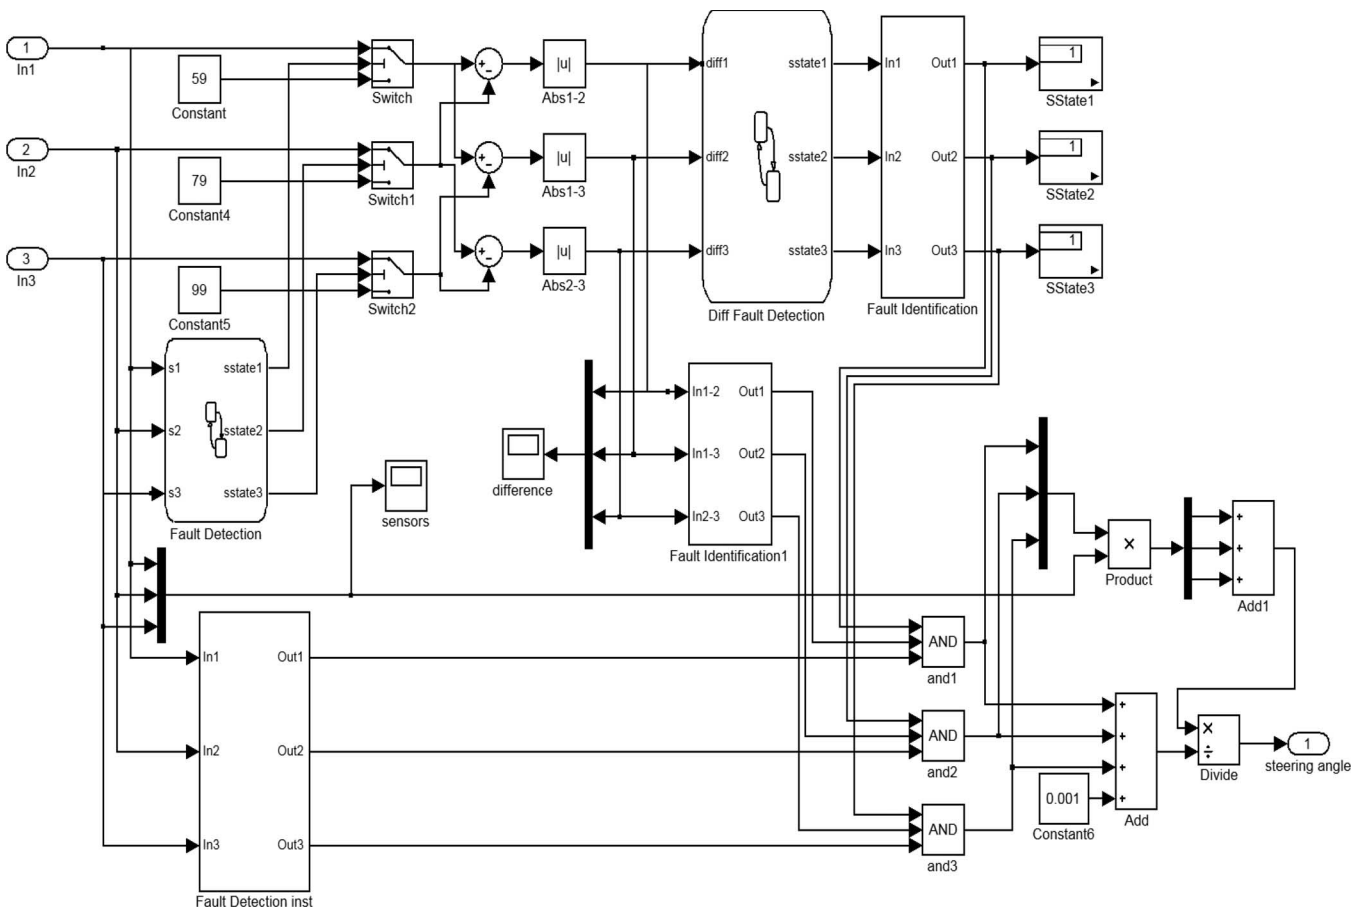 1
In1
59
Constant
Switch
+
-
|u|
Abs1-2
diff1
sstate1
In1
Out1
1
SState1
2
In2
79
Constant4
Switch1
+
-
|u|
Abs1-3
diff2
sstate2
In2
Out2
1
SState2
3
In3
99
Constant5
Switch2
+
-
|u|
Abs2-3
diff3
sstate3
In3
Out3
1
SState3
Diff Fault Detection
Fault Identification
s1
sstate1
s2
sstate2
s3
sstate3
Fault Detection
sensors
difference
In1-2
Out1
In1-3
Out2
In2-3
Out3
Fault Identification1
×
Product
+
+
+
Add1
In1
Out1
In2
Out2
In3
Out3
Fault Detection inst
AND
and1
AND
and2
AND
and3
0.001
Constant6
+
+
+
+
Add
×
÷
Divide
1
steering angle